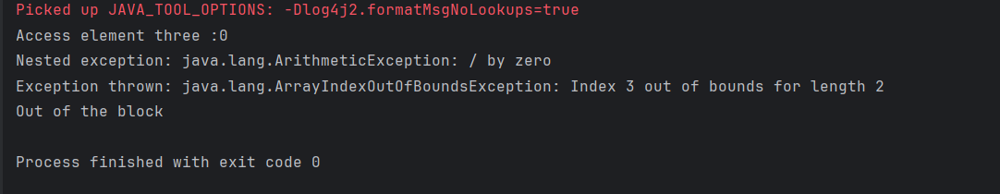 Picked up JAVA_TOOL_OPTIONS: -Dlog4j2.formatMsgNoLookups=true
Access element three :0
Nested exception: java.lang.ArithmeticException: / by zero
Exception thrown: java.lang.ArrayIndexOutOfBoundsException: Index 3 out of bounds for length 2
Out of the block
Process finished with exit code 0